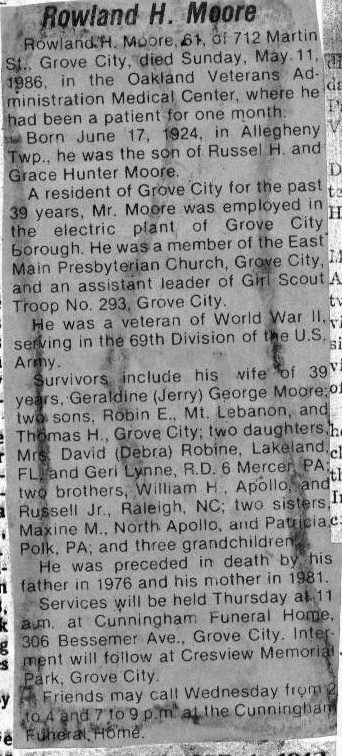 Rowland H. Moore
Rowland H. Moore, 61, of 712 Martin
St., Grove City, died Sunday, May 11,
1986, in the Oakland Veterans Ad-
ministration Medical Center, where he
had been a patient for one month.
Born June 17, 1924, in Allegheny
Twp., he was the son of Russel H. and
Grace Hunter Moore.
A resident of Grove City for the past
39 years, Mr. Moore was employed in
the electric plant of Grove City
Borough. He was a member of the East
Main Presbyterian Church, Grove City,
and an assistant leader of Girl Scout
Troop No. 293, Grove City.
He was a veteran of World War II,
serving in the 69th Division of the U.S.
Army.
Survivors include his wife of 39
years, Geraldine (Jerry) George Moore;
two sons, Robin E., Mt. Lebanon, and
Thomas H., Grove City; two daughters,
Mrs. David (Debra) Robine, Lakeland,
FL, and Geri Lynne, R.D. 6 Mercer, PA;
two brothers, William H., Apollo, and
Russell Jr., Raleigh, NC; two sisters,
Maxine M., North Apollo, and Patricia,
Polk, PA; and three grandchildren.
He was preceded in death by his
father in 1976 and his mother in 1981.
Services will be held Thursday at 11
a.m. at Cunningham Funeral Home,
306 Bessemer Ave., Grove City. Inter-
ment will follow at Cresview Memorial
Park, Grove City.
Friends may call Wednesday from 2
to 4 and 7 to 9 p.m. at the Cunningham
Funeral Home.